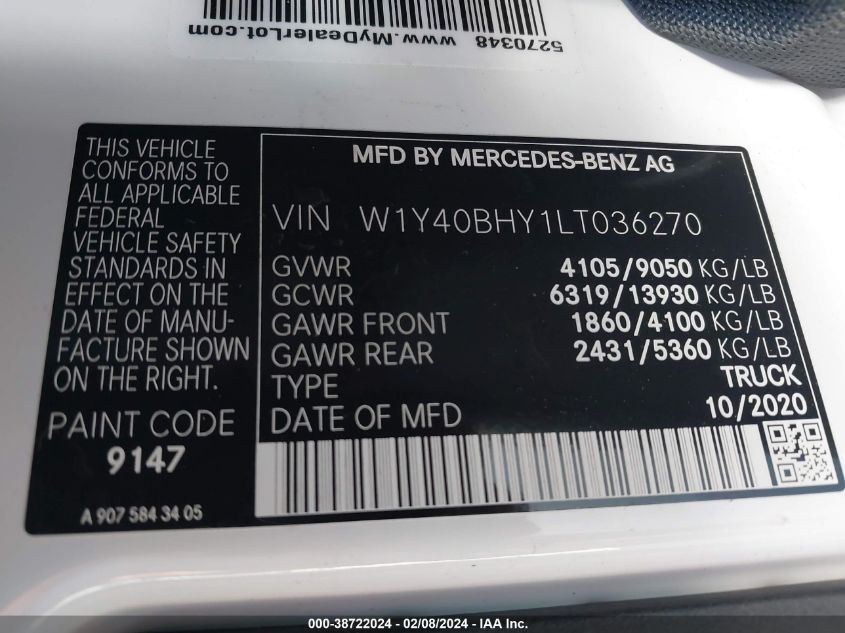 5270348
www.MyDealerLot.com
THIS VEHICLE
CONFORMS TO
ALL APPLICABLE
FEDERAL
VEHICLE SAFETY
STANDARDS IN
EFFECT ON THE
DATE OF MANU-
FACTURE SHOWN
ON THE RIGHT.
PAINT CODE
9147
A 907 584 34 05
MFD BY MERCEDES-BENZ AG
VIN W1Y40BHY1LT036270
GVWR 4105/9050 KG/LB
GCWR 6319/13930 KG/LB
GAWR FRONT 1860/4100 KG/LB
GAWR REAR 2431/5360 KG/LB
TYPE TRUCK
DATE OF MFD 10/2020
000-38722024 - 02/08/2024 - IAAI Inc.